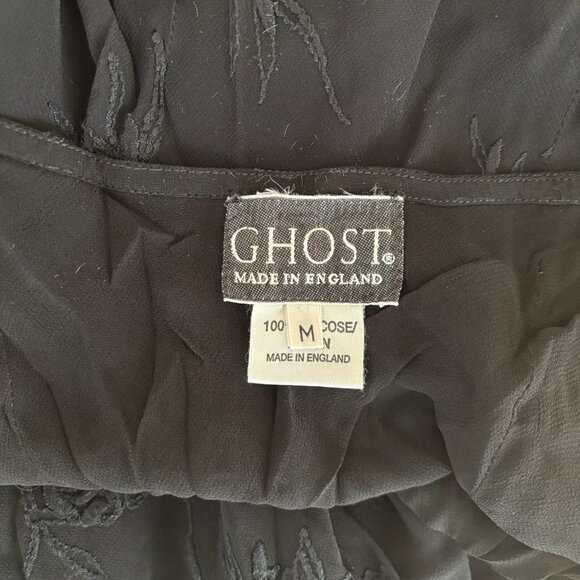 GHOST®
MADE IN ENGLAND
M
100 COSE/
N
MADE IN ENGLAND